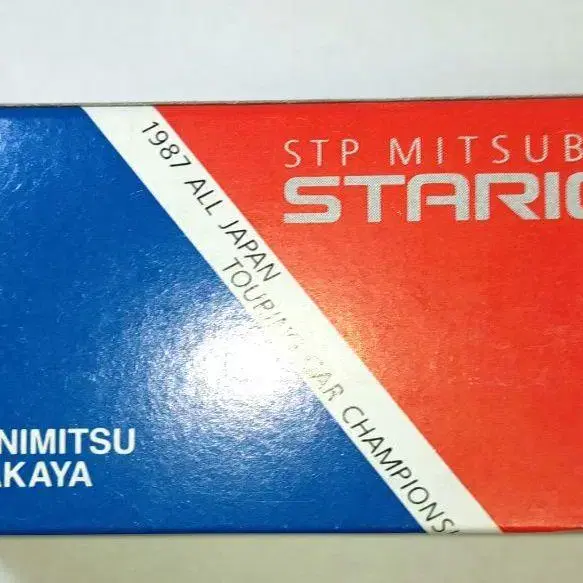 STP MITSUB
STARIO
1987 ALL JAPAN
TOURING CAR CHAMPIONS
NIMITSU
AKAYA